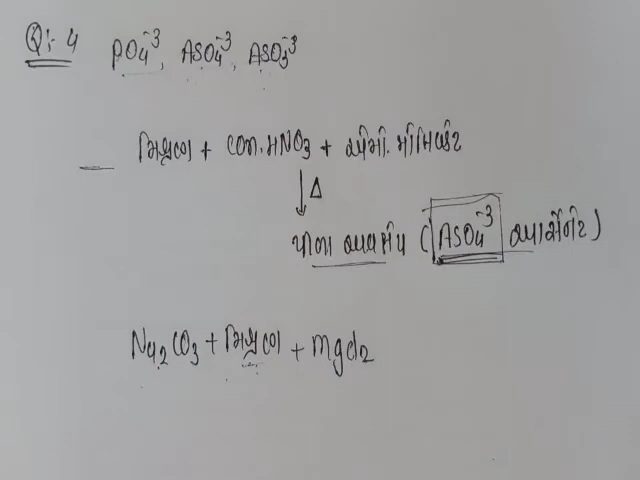 Q:- 4 PO4⁻³, ASO4⁻³, ASO3⁻³
મિશ્રણ + con. HNO3 + એમો. મોલિબ્ડેટ
↓ Δ
પીળા અવક્ષેપ (ASO4⁻³ આર્સેનેટ)
Na2CO3 + મિશ્રણ + mgcl2